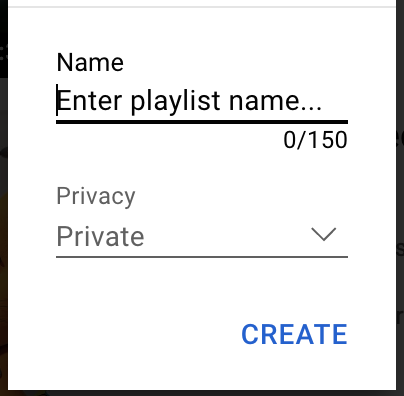 Name
Enter playlist name...
0/150
Privacy
Private
CREATE